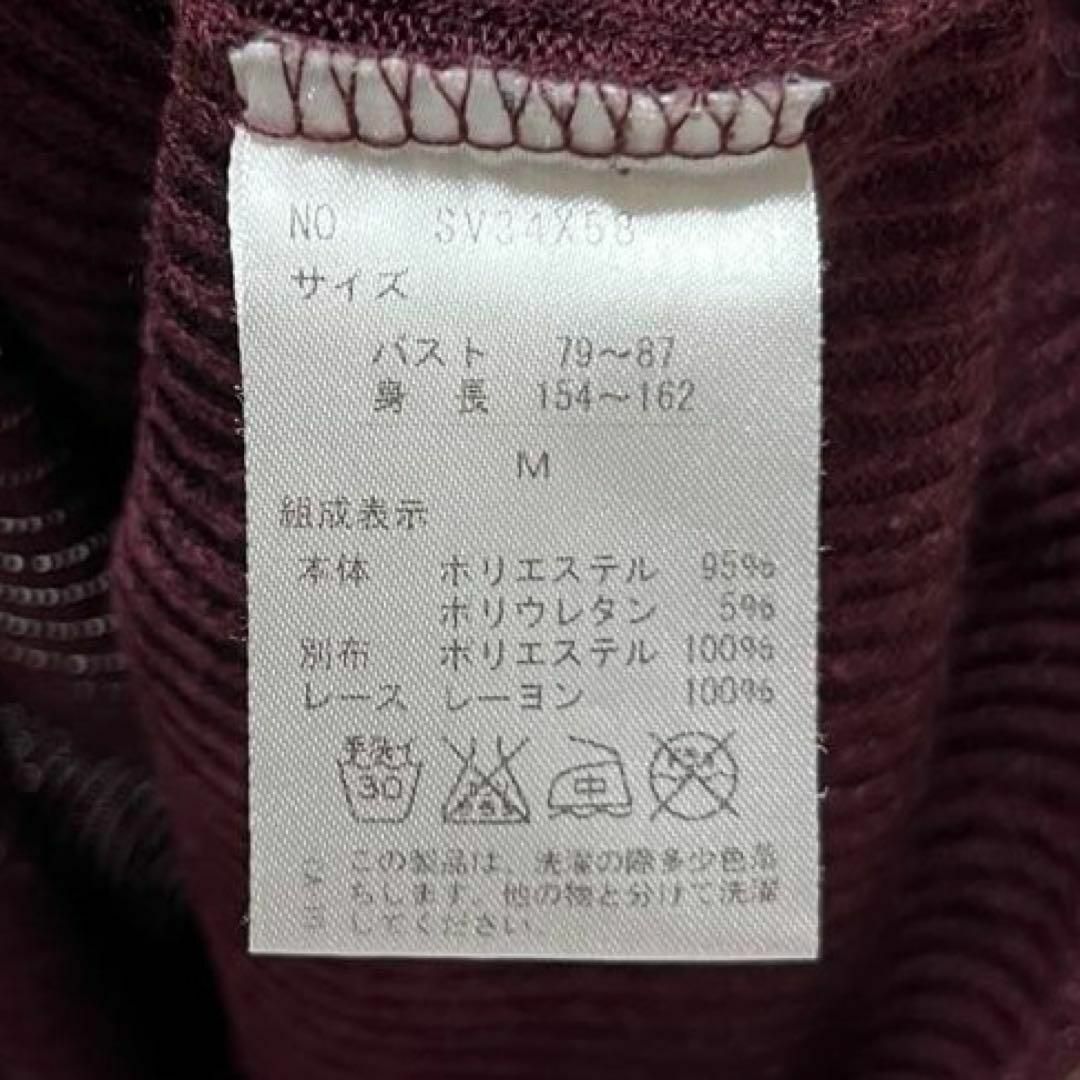 NO SV34X58
サイズ
バスト 79～87
身 長 154～162
M
組成表示
本体 ポリエステル 95%
ポリウレタン 5%
別布 ポリエステル 100%
レース レーヨン 100%
手洗イ
30
中
この製品は、洗濯の際多少色落
ちします。他の物と分けて洗濯
してください。